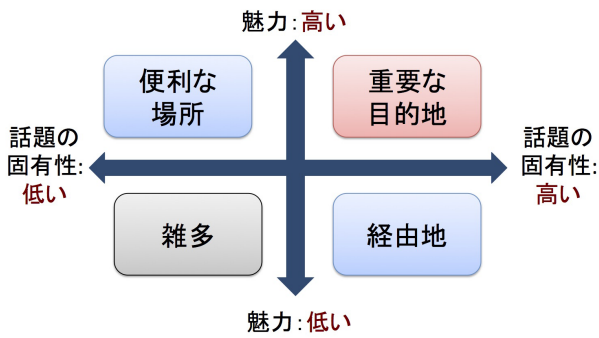 魅力：高い
便利な
場所
重要な
目的地
話題の
固有性：
低い
話題の
固有性：
高い
雑多
経由地
魅力：低い